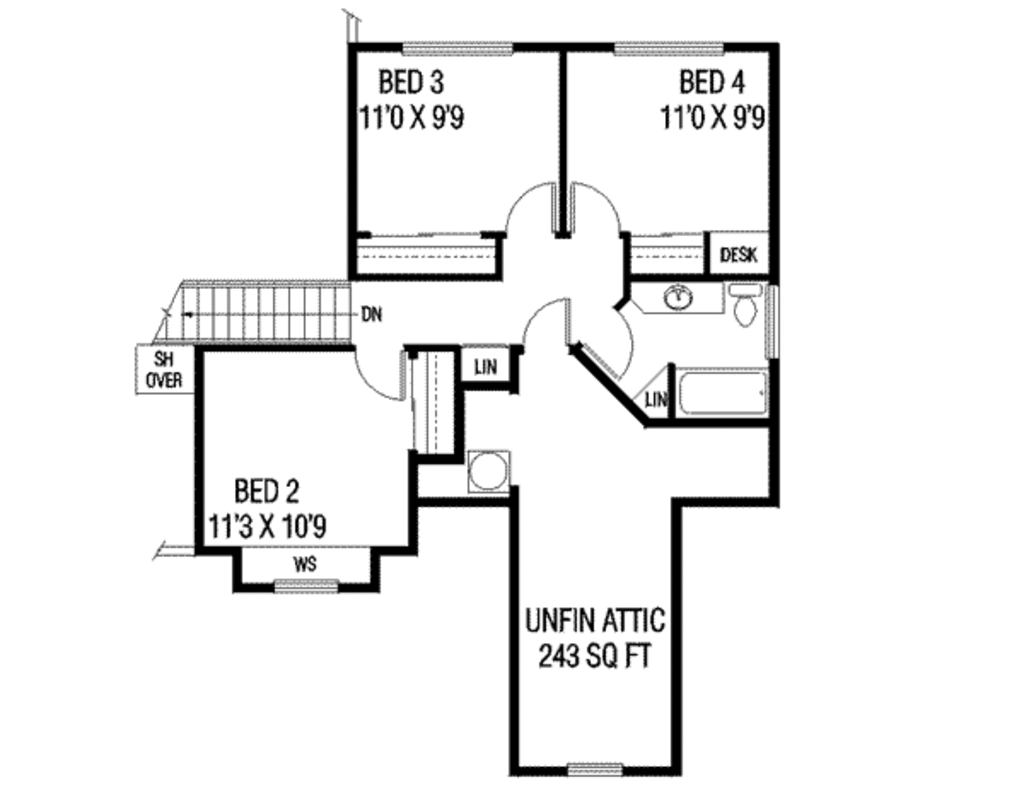 BED 3
11'0 X 9'9
BED 4
11'0 X 9'9
DESK
DN
SH
OVER
LIN
LIN
BED 2
11'3 X 10'9
WS
UNFIN ATTIC
243 SQ FT